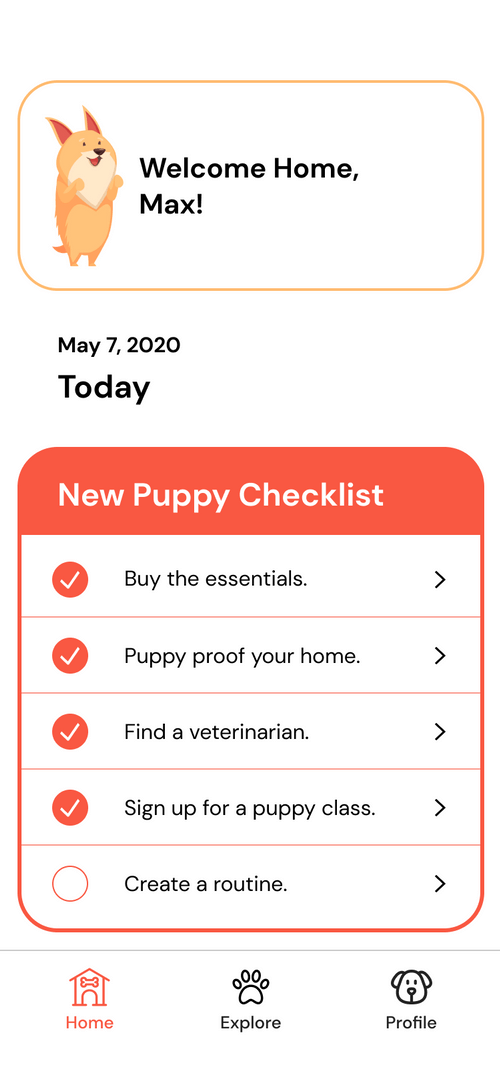 Welcome Home,
Max!
May 7, 2020
Today
New Puppy Checklist
Buy the essentials.
Puppy proof your home.
Find a veterinarian.
Sign up for a puppy class.
Create a routine.
Home
Explore
Profile